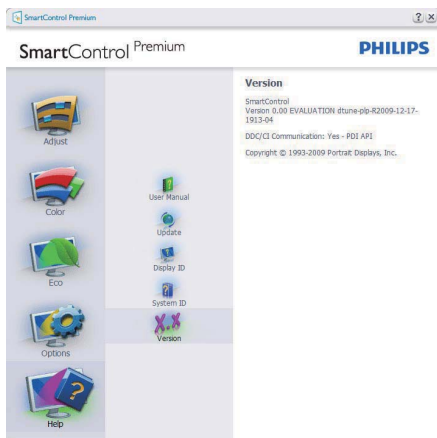 SmartControl Premium
SmartControl Premium
PHILIPS
Adjust
Color
Eco
Options
Help
User Manual
Update
Display ID
System ID
Version
Version
SmartControl
Version 0.00 EVALUATION dtune-plp-R2009-12-17-
1913-04
DDC/CI Communication: Yes - PDI API
Copyright © 1993-2009 Portrait Displays, Inc.